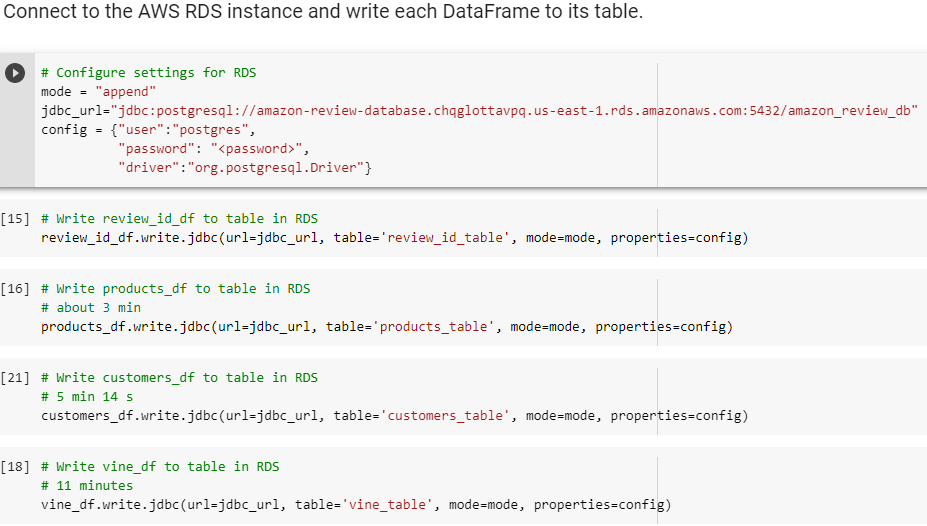 Connect to the AWS RDS instance and write each DataFrame to its table.
# Configure settings for RDS
mode = "append"
jdbc_url="jdbc:postgresql://amazon-review-database.chqglottavpq.us-east-1.rds.amazonaws.com:5432/amazon_review_db"
config = {"user":"postgres",
"password": "<password>",
"driver":"org.postgresql.Driver"}
[15] # Write review_id_df to table in RDS
review_id_df.write.jdbc(url=jdbc_url, table='review_id_table', mode=mode, properties=config)
[16] # Write products_df to table in RDS
# about 3 min
products_df.write.jdbc(url=jdbc_url, table='products_table', mode=mode, properties=config)
[21] # Write customers_df to table in RDS
# 5 min 14 s
customers_df.write.jdbc(url=jdbc_url, table='customers_table', mode=mode, properties=config)
[18] # Write vine_df to table in RDS
# 11 minutes
vine_df.write.jdbc(url=jdbc_url, table='vine_table', mode=mode, properties=config)